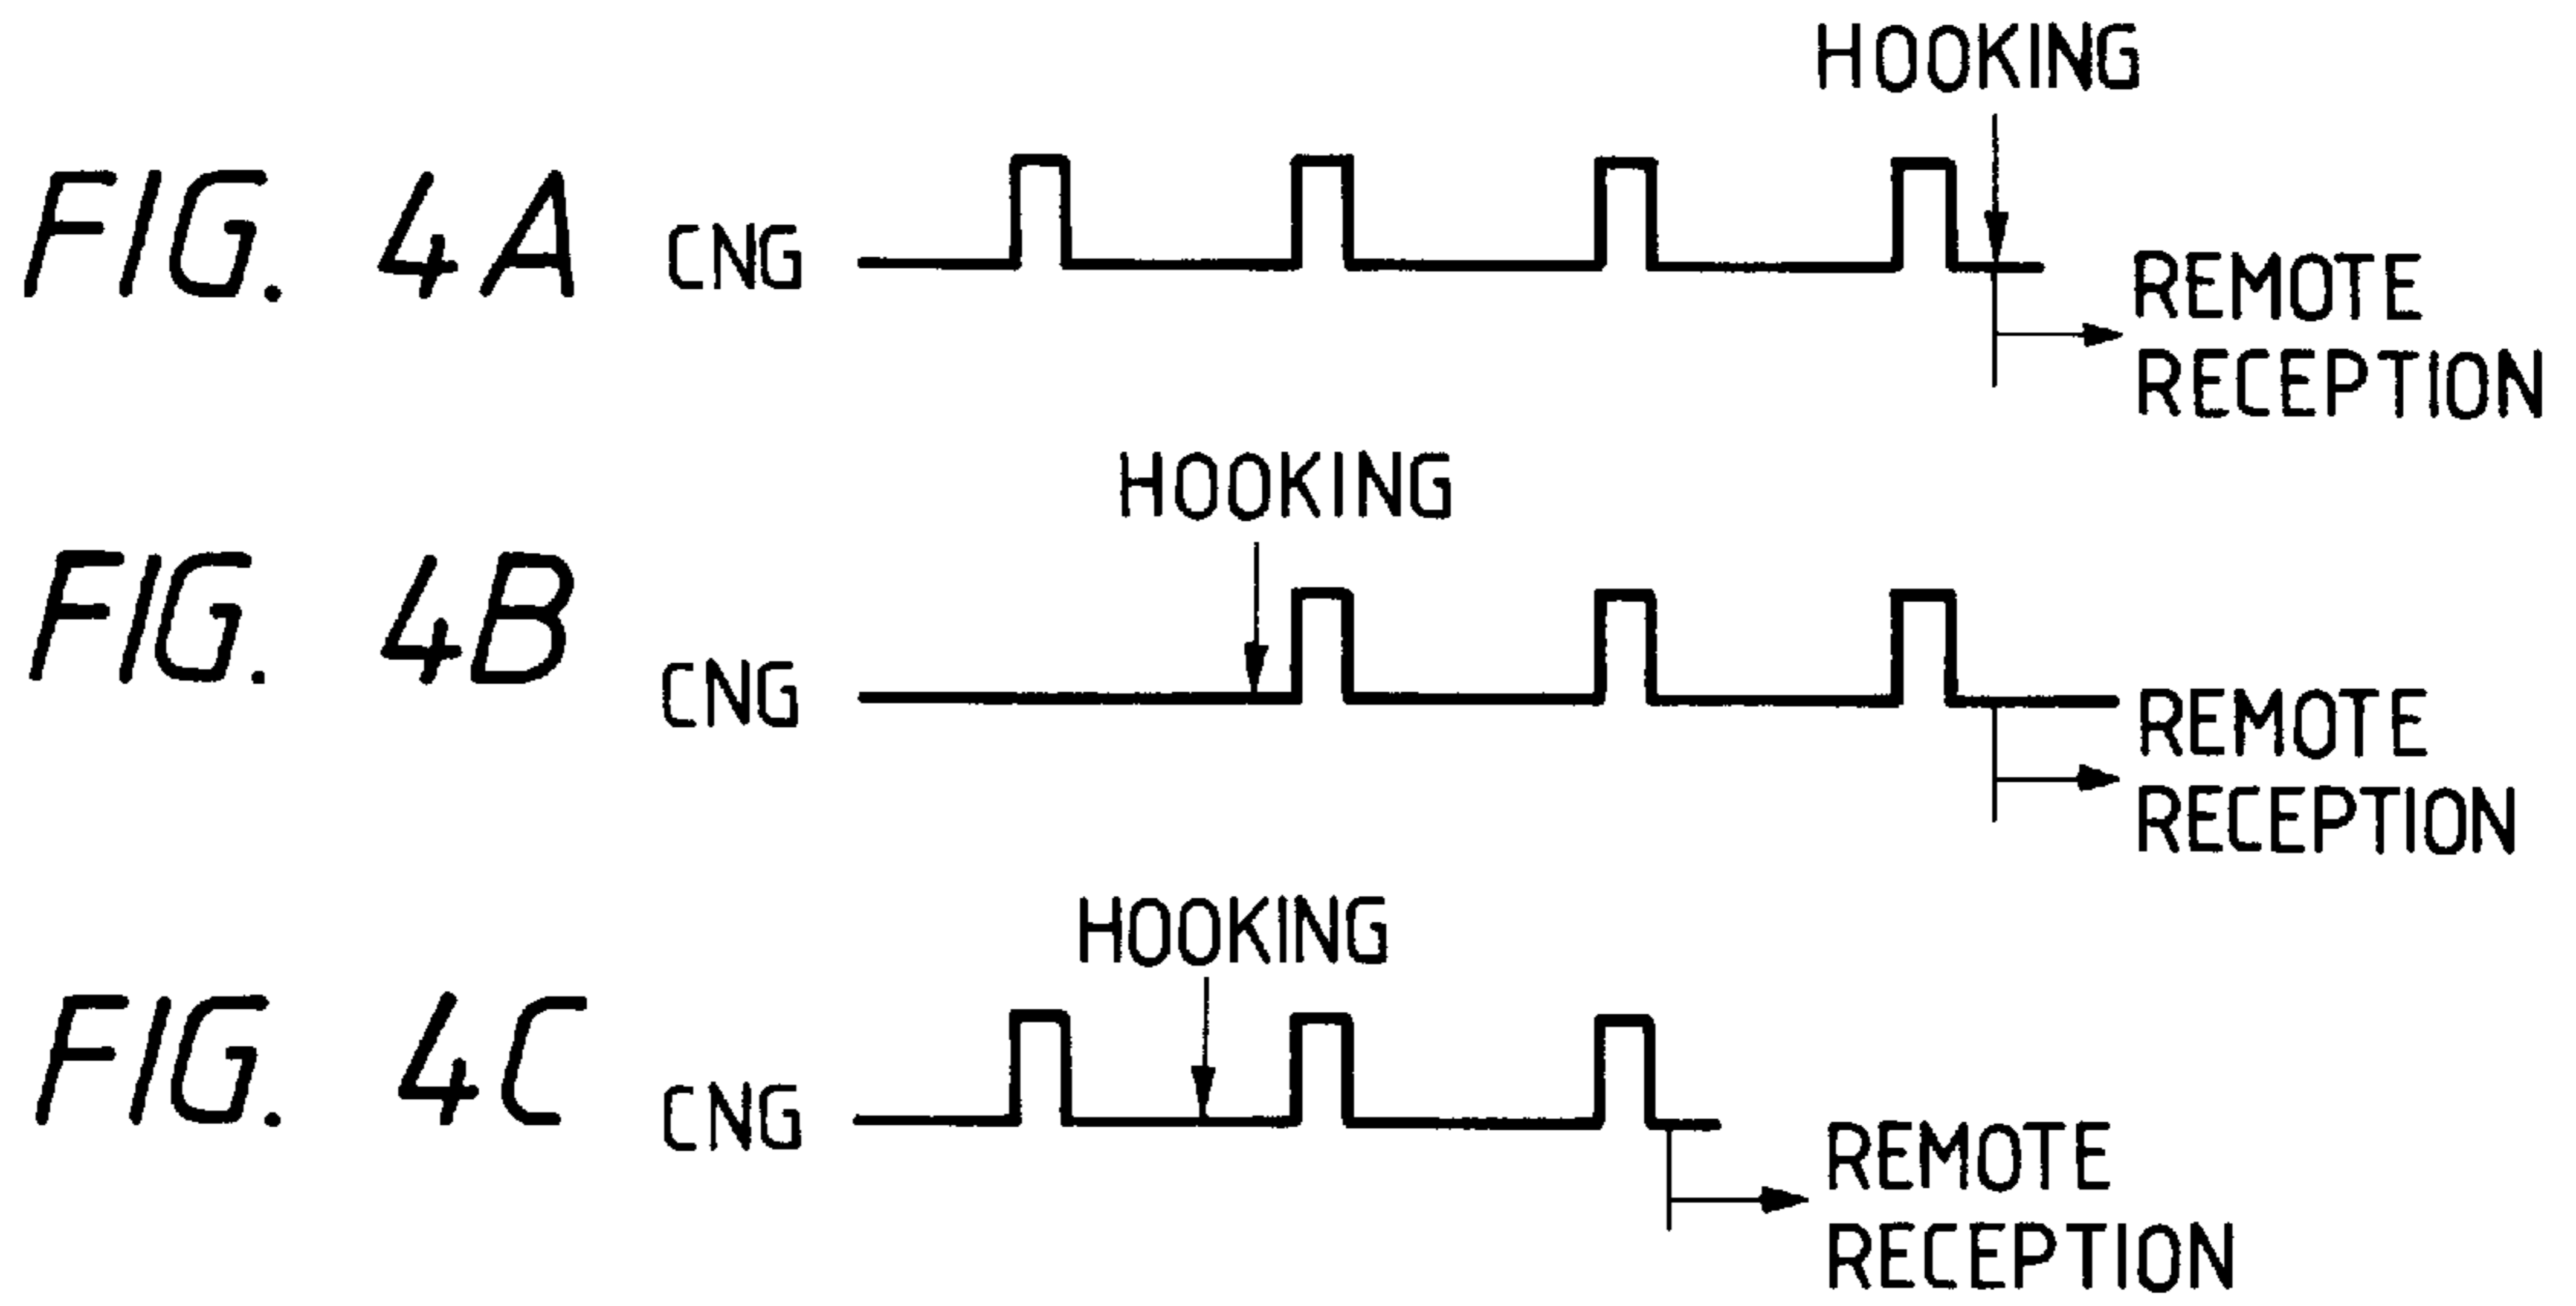 HOOKING
FIG. 4A
CNG
REMOTE
RECEPTION
HOOKING
FIG. 4B
CNG
REMOTE
RECEPTION
HOOKING
FIG. 4C
CNG
REMOTE
RECEPTION